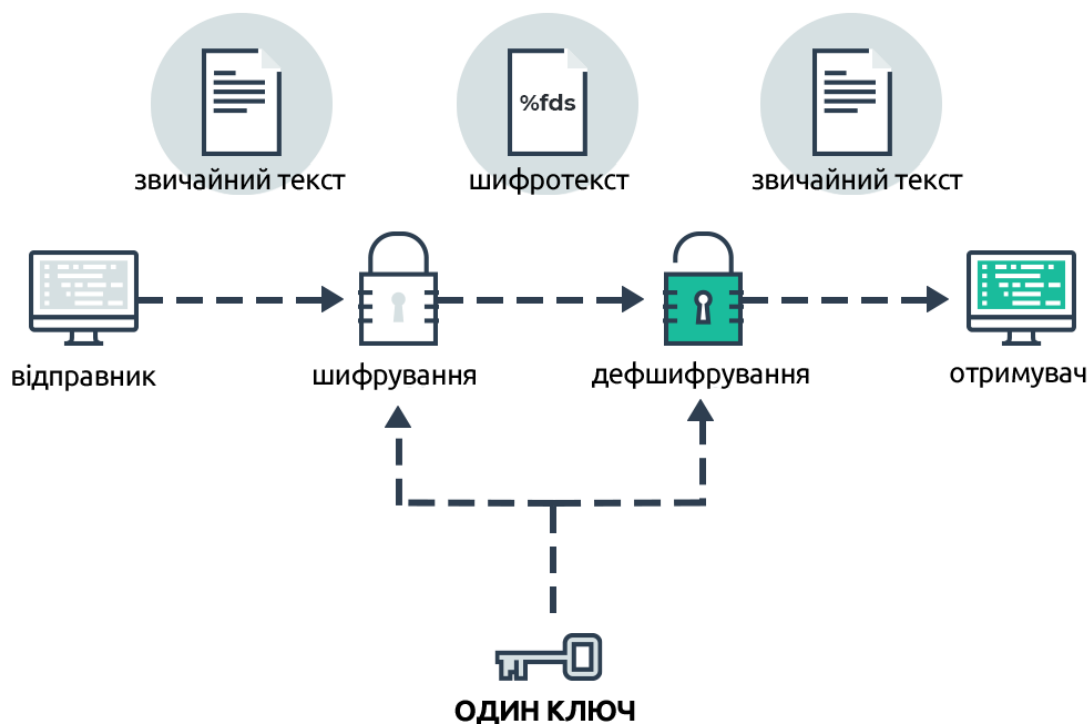 %fds
звичайний текст
шифротекст
звичайний текст
відправник
шифрування
дефшифрування
отримувач
один ключ